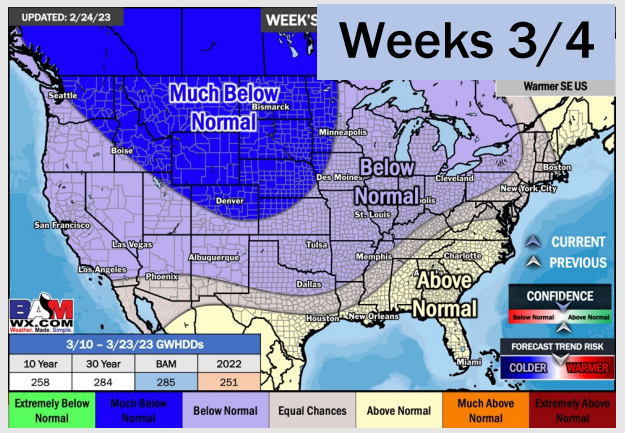 UPDATED: 2/24/23
WEEK'S
Weeks 3/4
Warmer SE US
Seattle
Much Below
Normal
Bismarck
Minneapolis
Boise
Boston
Below
Normal
Des Moines
Cleveland
New York City
Denver
olis
St. Louis
San Francisco
Las Vegas
Tulsa
Memphis
Charlotte
Albuquerque
Los Angeles
Phoenix
Dallas
Above
Normal
Houston
New Orleans
Miami
CURRENT
PREVIOUS
CONFIDENCE
Below Normal
Above Normal
FORECAST TREND RISK
COLDER
WARMER
BAM
WX.COM
Weather. Made. Simple.
3/10 – 3/23/23 GWHDDs
10 Year 30 Year BAM 2022
258 284 285 251
Extremely Below Normal
Much Below Normal
Below Normal
Equal Chances
Above Normal
Much Above Normal
Extremely Above Normal